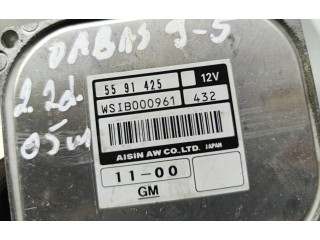 DARBAS 9-5
2.2d.
05m
55 91 425 12V
WSIB000961 432
AISIN AW CO., LTD. JAPAN
11-00
GM